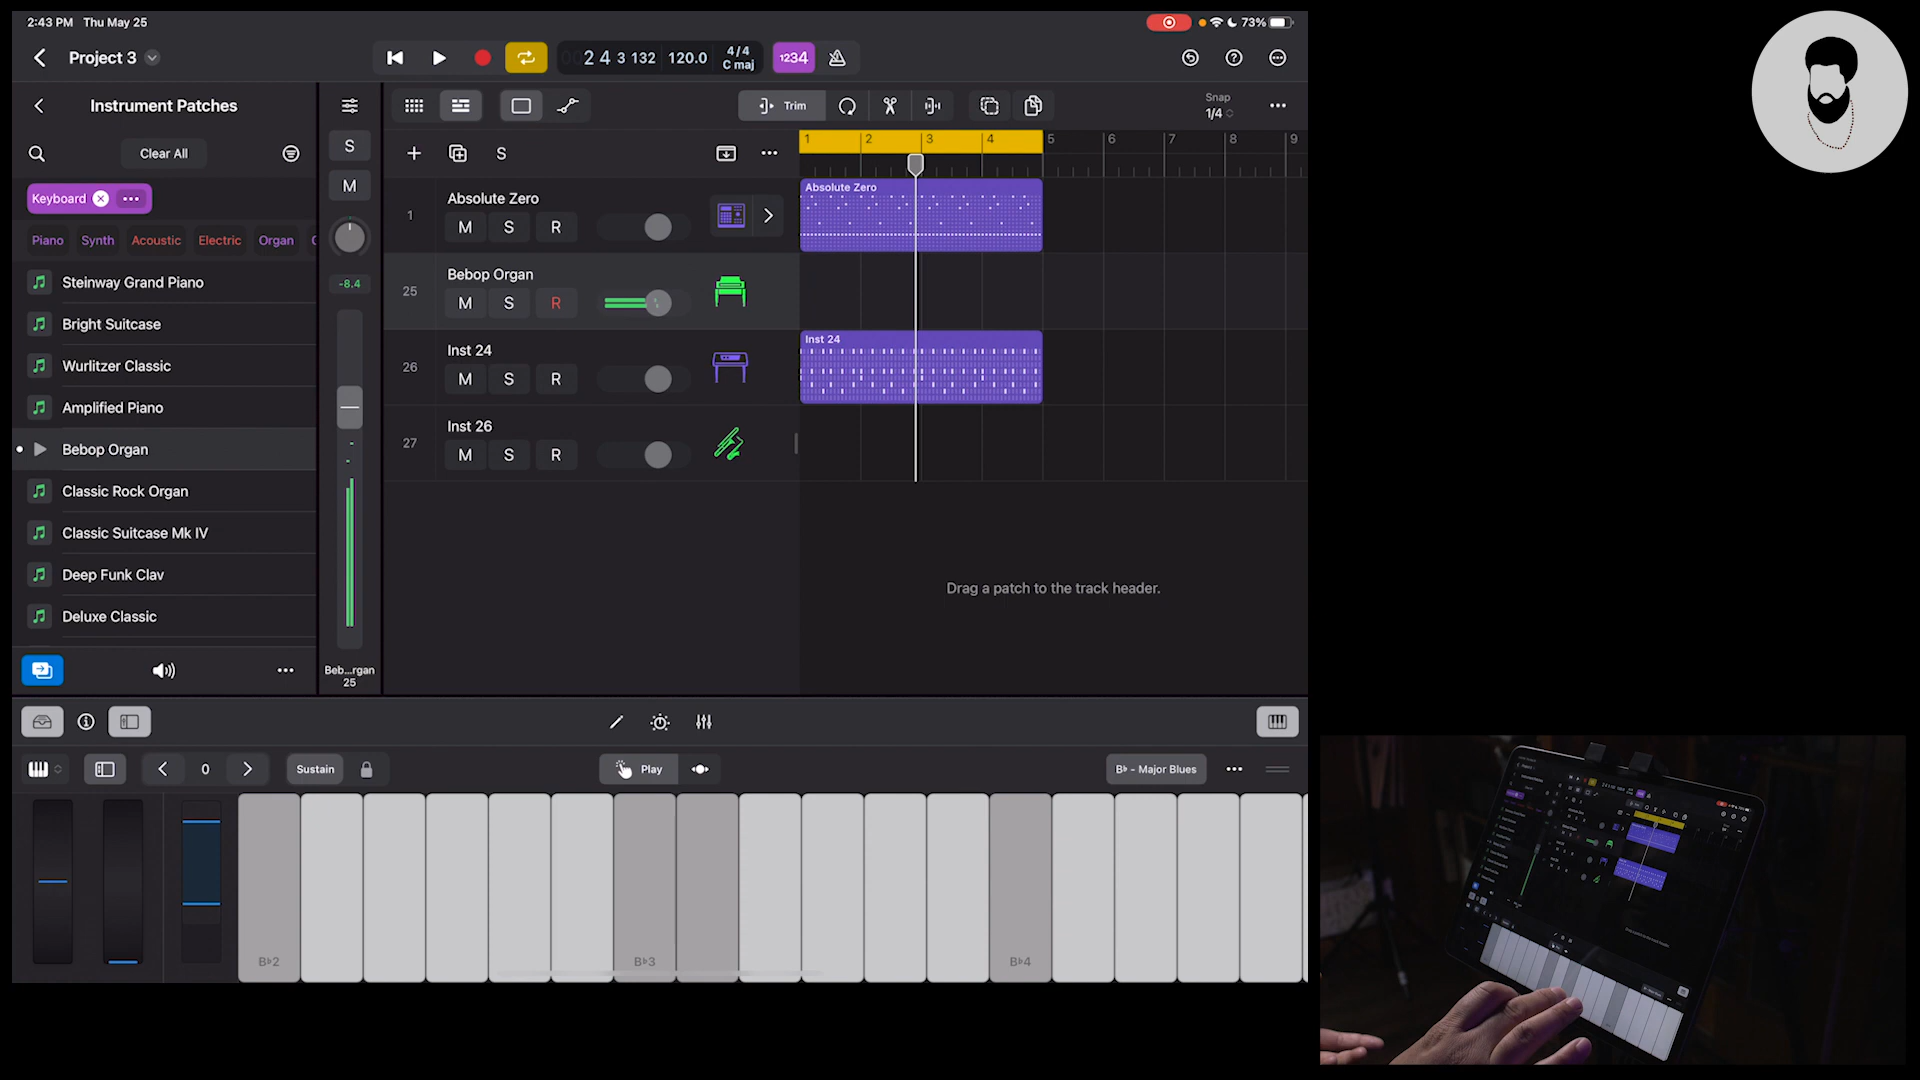 2:43 PM Thu May 25
73%
Project 3
2 4 3 132
120.0
4/4
C maj
1234
Instrument Patches
Clear All
Keyboard
Piano
Synth
Acoustic
Electric
Organ
Steinway Grand Piano
Bright Suitcase
Wurlitzer Classic
Amplified Piano
Bebop Organ
Classic Rock Organ
Classic Suitcase Mk IV
Deep Funk Clav
Deluxe Classic
S
M
-8.4
Beb...rgan
25
Trim
Snap
1/4
S
1 2 3 4 5 6 7 8 9
1
Absolute Zero
M S R
25
Bebop Organ
M S R
26
Inst 24
M S R
27
Inst 26
M S R
Absolute Zero
Inst 24
Drag a patch to the track header.
0
Sustain
Play
B♭ - Major Blues
B♭2
B♭3
B♭4